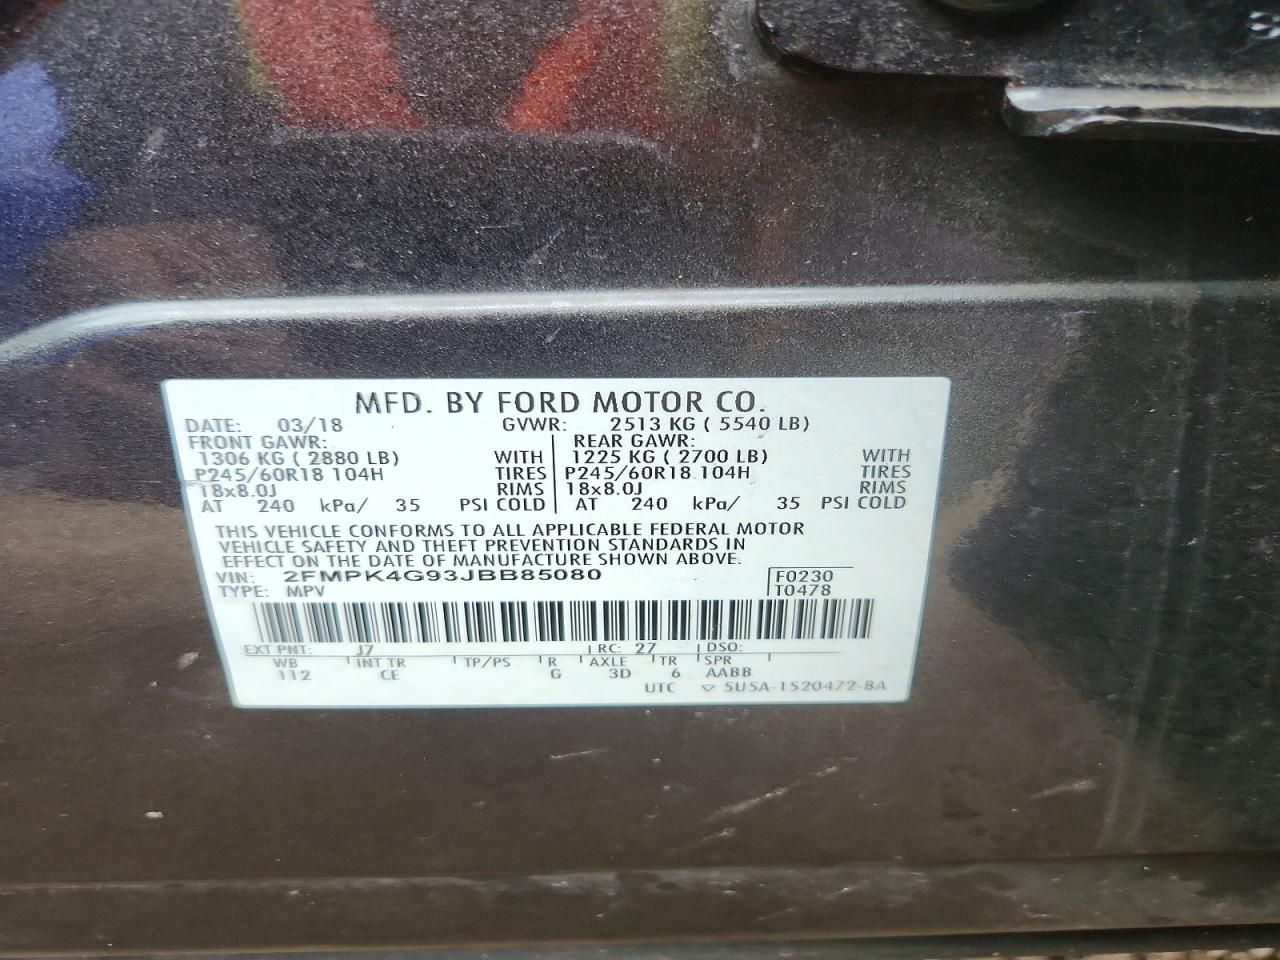 MFD. BY FORD MOTOR CO.
DATE: 03/18 GVWR: 2513 KG ( 5540 LB)
FRONT GAWR: REAR GAWR:
1306 KG ( 2880 LB) WITH 1225 KG ( 2700 LB) WITH
P245/60R18 104H TIRES P245/60R18 104H TIRES
18x8.0J RIMS 18x8.0J RIMS
AT 240 kPa/ 35 PSI COLD AT 240 kPa/ 35 PSI COLD
THIS VEHICLE CONFORMS TO ALL APPLICABLE FEDERAL MOTOR
VEHICLE SAFETY AND THEFT PREVENTION STANDARDS IN
EFFECT ON THE DATE OF MANUFACTURE SHOWN ABOVE.
VIN: 2FMPK4G93JBB85080 F0230
TYPE: MPV T0478
EXT PNT: J7 RC: 27 DSO:
WB INT TR TP/PS R AXLE TR SPR
112 CE G 3D 6 AABB
UTC ▽ 5U5A-1520472-BA